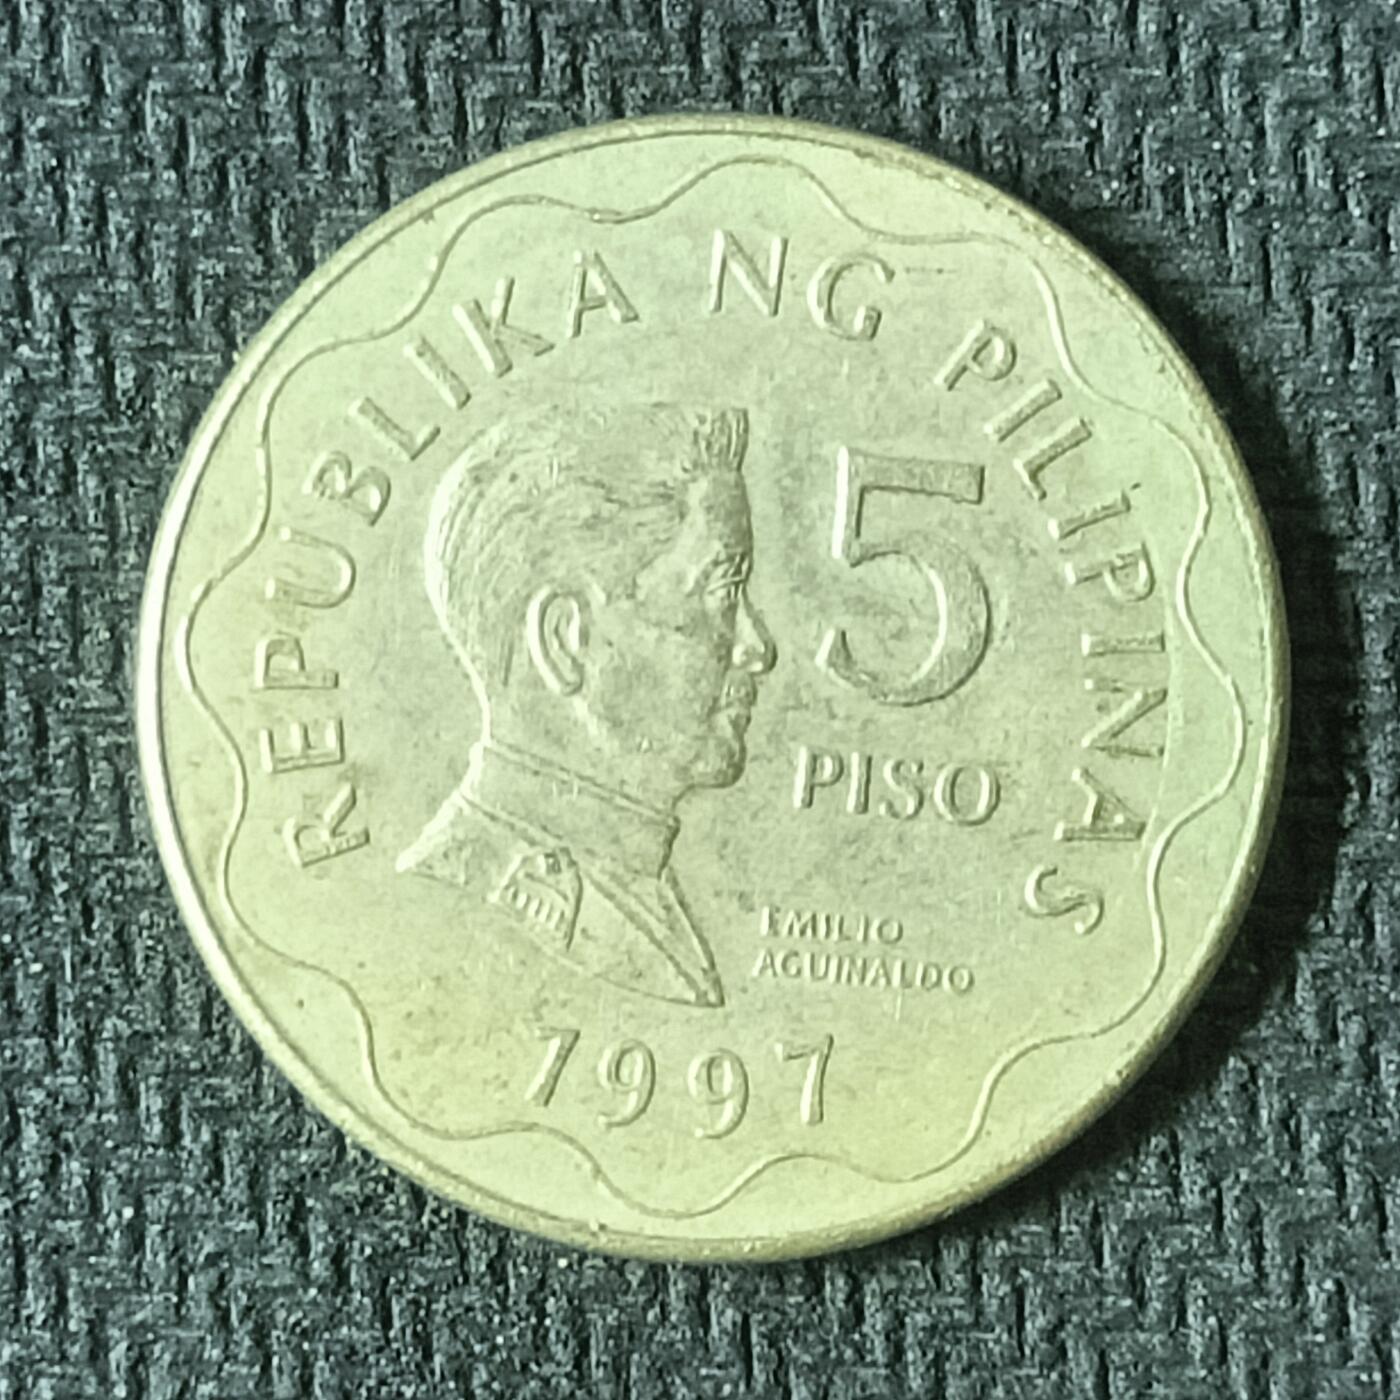 REPUBLIKA NG PILIPINAS
5
PISO
EMILIO
AGUINALDO
1997